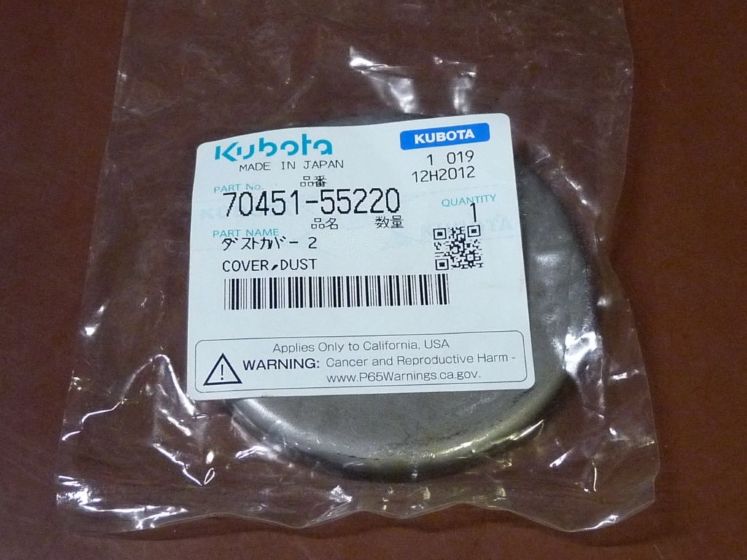 Kubota
KUBOTA
MADE IN JAPAN
1 019
12H2012
PART No.
品番
70451-55220
QUANTITY
1
PART NAME
品名
数量
ダストカバー 2
COVER,DUST
Applies Only to California, USA
WARNING: Cancer and Reproductive Harm -
www.P65Warnings.ca.gov.